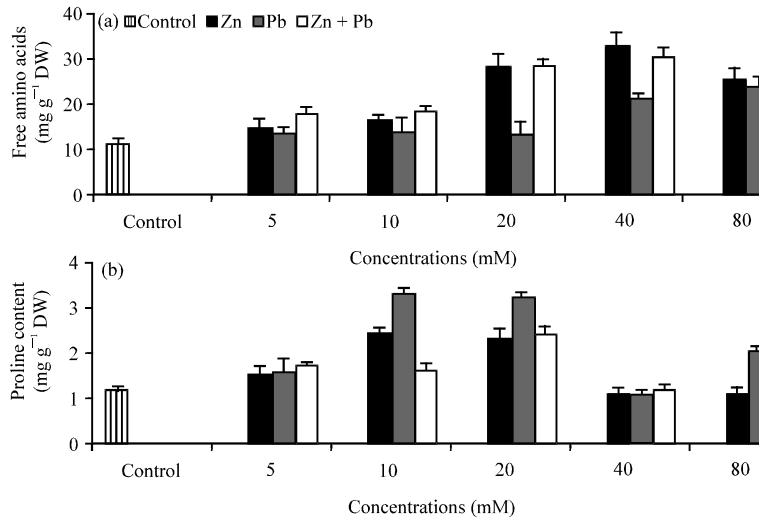 (a) Control Zn Pb Zn + Pb
Free amino acids
(mg g⁻¹ DW)
40
30
20
10
0
Control 5 10 20 40 80
Concentrations (mM)
(b)
Proline content
(mg g⁻¹ DW)
4
3
2
1
0
Control 5 10 20 40 80
Concentrations (mM)